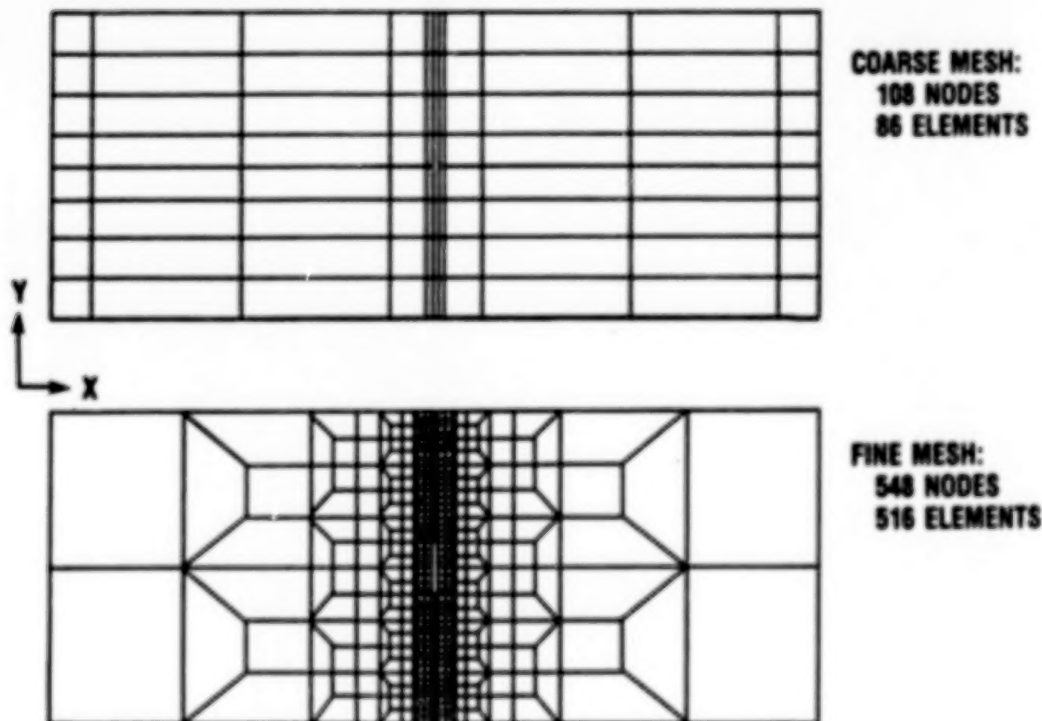 COARSE MESH:
108 NODES
86 ELEMENTS
Y
X
FINE MESH:
548 NODES
516 ELEMENTS